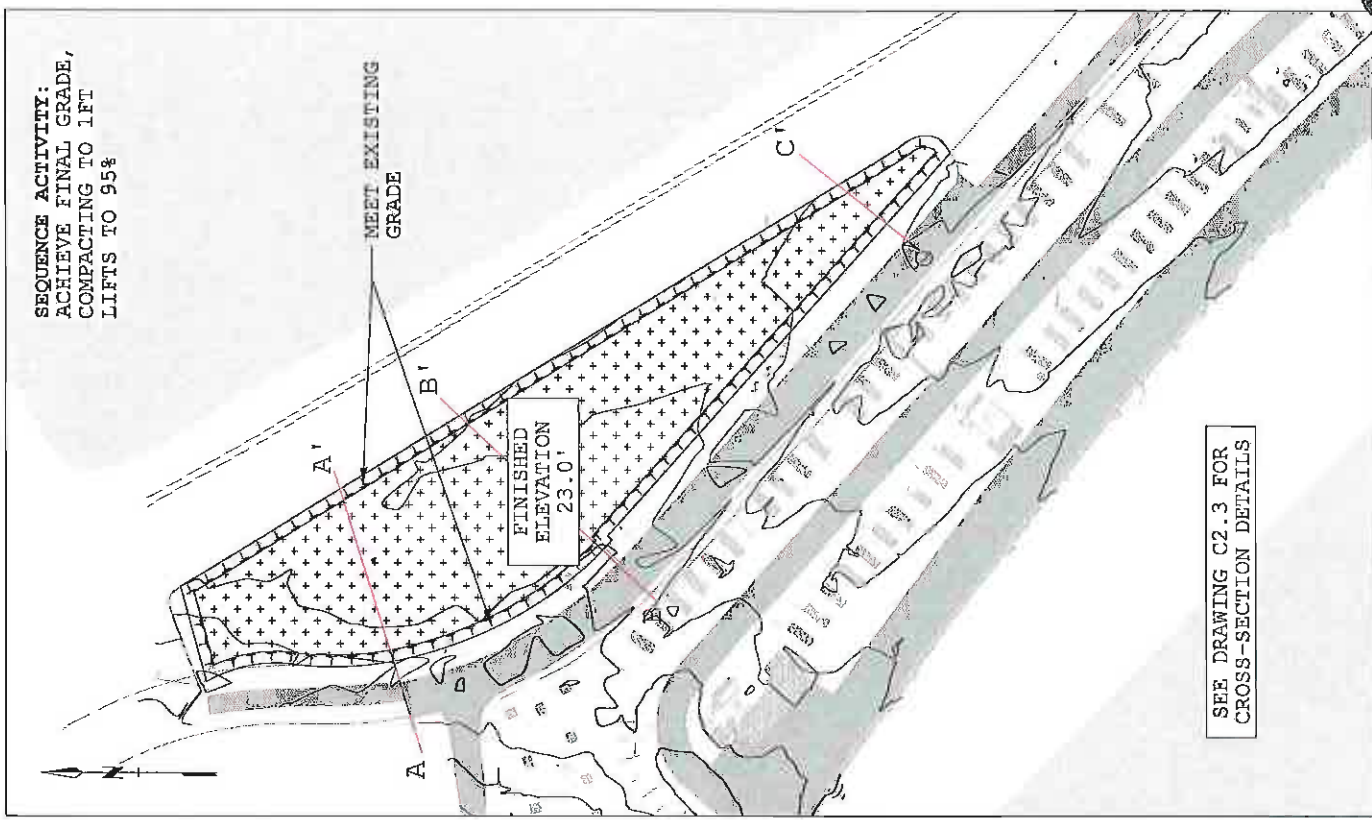 SEQUENCE ACTIVITY:
ACHIEVE FINAL GRADE,
COMPACTING TO 1FT
LIFTS TO 95%
MEET EXISTING
GRADE
A'
B'
C'
FINISHED
ELEVATION
23.0'
A
N
SEE DRAWING C2.3 FOR
CROSS-SECTION DETAILS